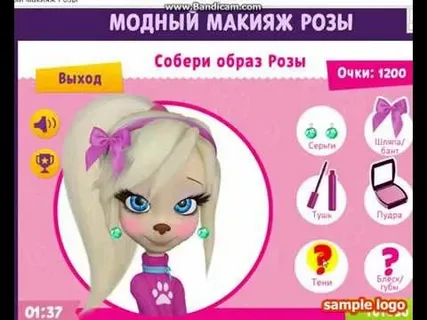 www.Bandicam.com
МОДНЫЙ МАКИЯЖ РОЗЫ
Собери образ Розы
Выход
Очки: 1200
Серьги
Шляпа/
бант
Тушь
Пудра
Тени
Блеск/
губы
01:37
sample logo